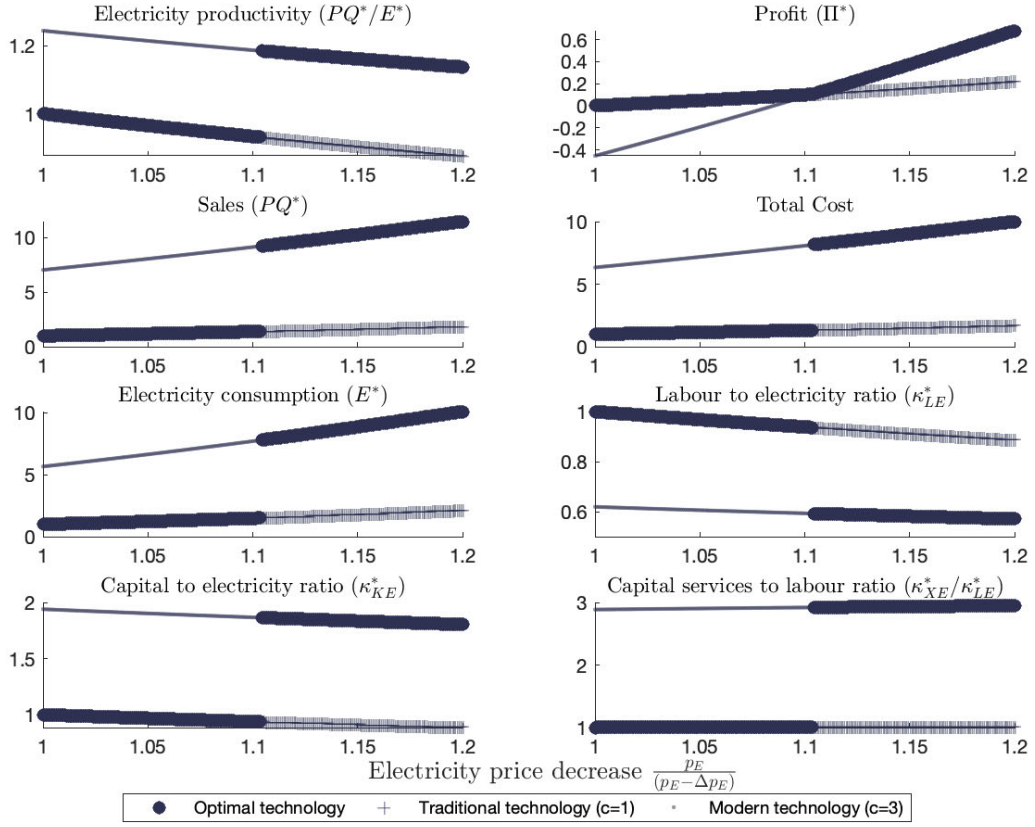 Electricity productivity (PQ*/E*)
1.2
1
1 1.05 1.1 1.15 1.2
Profit (Π*)
0.6
0.4
0.2
0
-0.2
-0.4
1 1.05 1.1 1.15 1.2
Sales (PQ*)
10
5
0
1 1.05 1.1 1.15 1.2
Total Cost
10
5
0
1 1.05 1.1 1.15 1.2
Electricity consumption (E*)
10
5
0
1 1.05 1.1 1.15 1.2
Labour to electricity ratio (κ*LE)
1
0.8
0.6
1 1.05 1.1 1.15 1.2
Capital to electricity ratio (κ*KE)
2
1.5
1
1 1.05 1.1 1.15 1.2
Capital services to labour ratio (κ*XE/κ*LE)
3
2
1
1 1.05 1.1 1.15 1.2
Electricity price decrease pE/(pE−ΔpE)
Optimal technology Traditional technology (c=1) Modern technology (c=3)